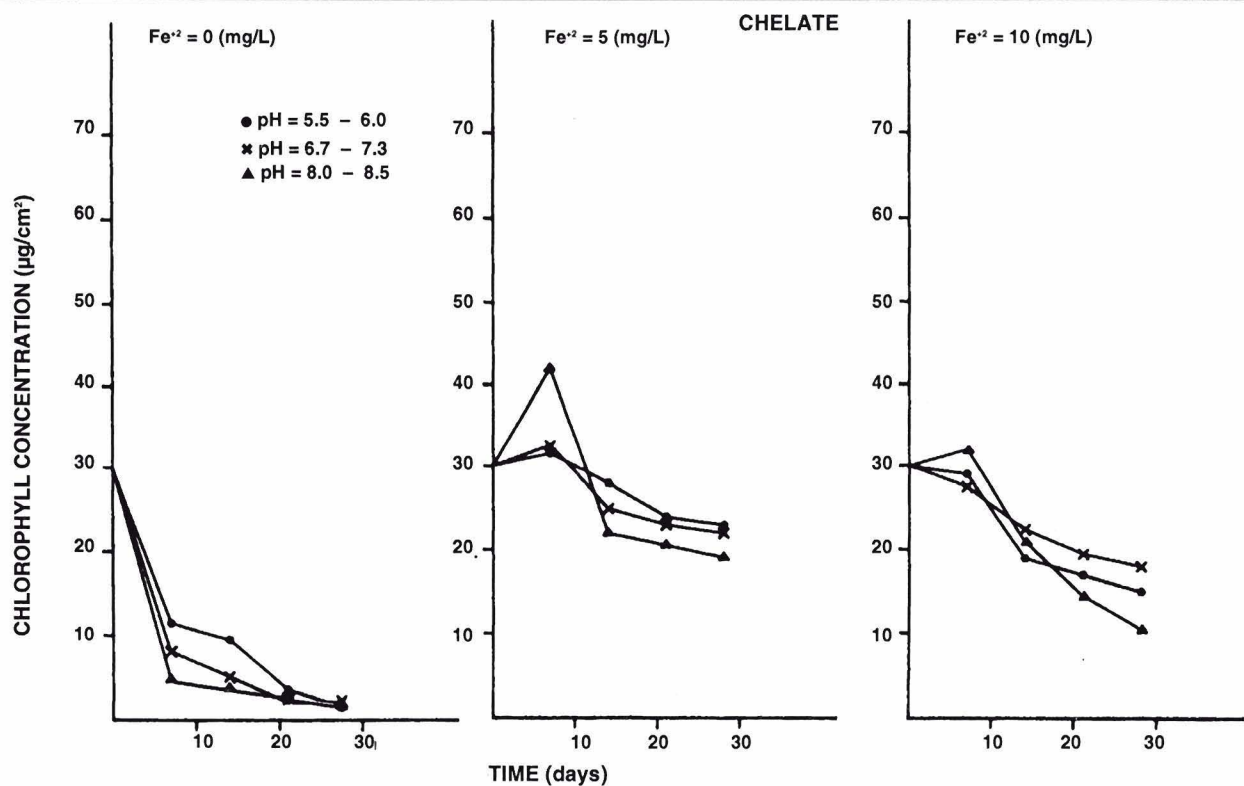 CHELATE
Fe⁺² = 0 (mg/L)
Fe⁺² = 5 (mg/L)
Fe⁺² = 10 (mg/L)
● pH = 5.5 – 6.0
✖ pH = 6.7 – 7.3
▲ pH = 8.0 – 8.5
CHLOROPHYLL CONCENTRATION (µg/cm²)
70
60
50
40
30
20
10
10 20 30
70
60
50
40
30
20
10
10 20 30
70
60
50
40
30
20
10
10 20 30
TIME (days)